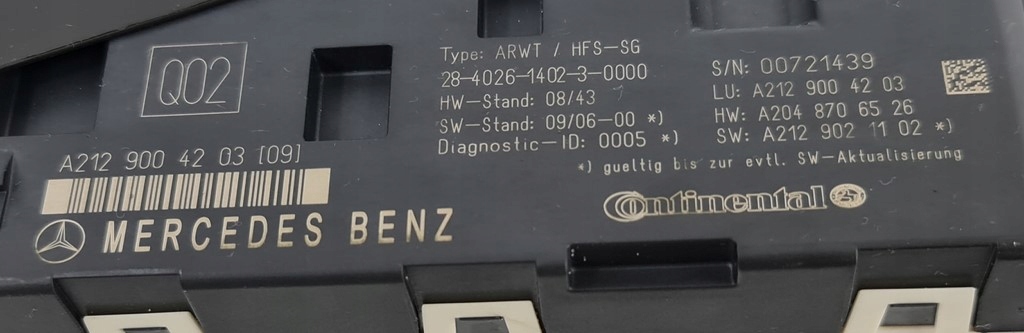 Q02
A212 900 42 03 [09]
MERCEDES BENZ
Type: ARWT / HFS-SG
28-4026-1402-3-0000
HW-Stand: 08/43
SW-Stand: 09/06-00 *)
Diagnostic-ID: 0005 *)
S/N: 00721439
LU: A212 900 42 03
HW: A204 870 65 26
SW: A212 902 11 02 *)
*) gueltig bis zur evtl. SW-Aktualisierung
Continental